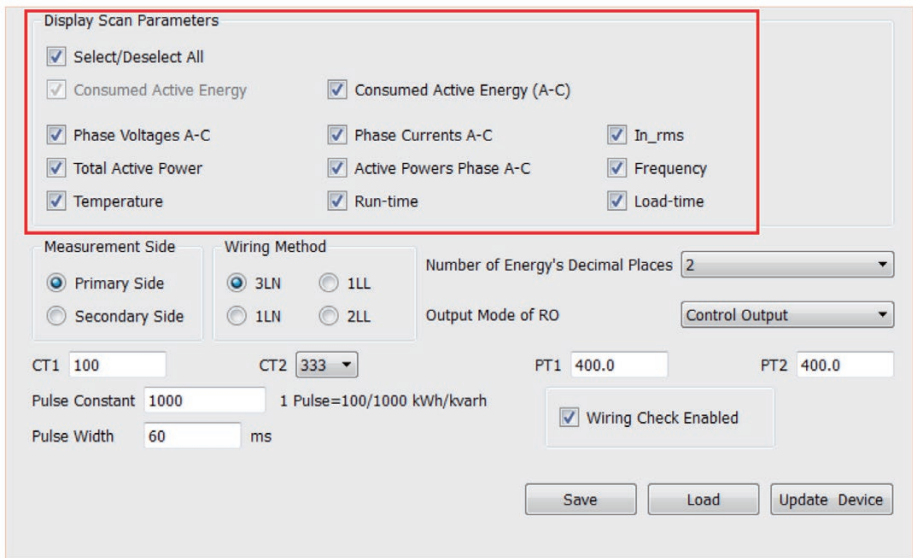 Display Scan Parameters
Select/Deselect All
Consumed Active Energy Consumed Active Energy (A-C)
Phase Voltages A-C Phase Currents A-C In_rms
Total Active Power Active Powers Phase A-C Frequency
Temperature Run-time Load-time
Measurement Side Wiring Method
Number of Energy's Decimal Places 2
Primary Side 3LN 1LL
Secondary Side 1LN 2LL Output Mode of RO Control Output
CT1 100 CT2 333 PT1 400.0 PT2 400.0
Pulse Constant 1000 1 Pulse=100/1000 kWh/kvarh
Wiring Check Enabled
Pulse Width 60 ms
Save Load Update Device